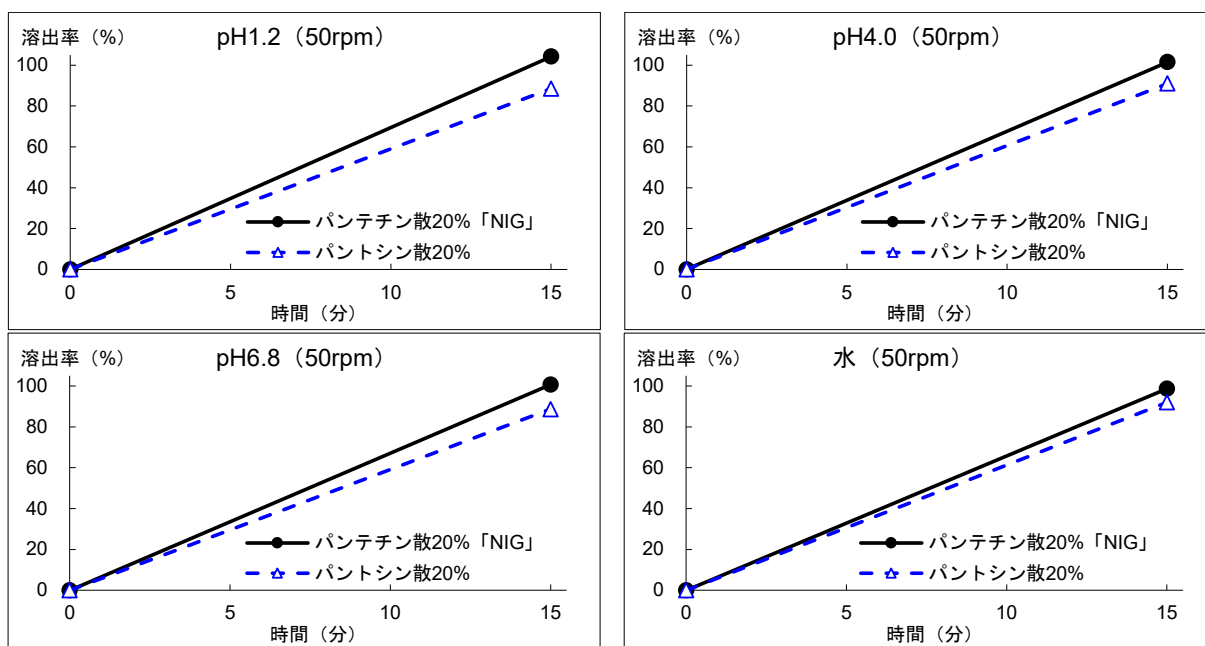 溶出率（%）
pH1.2（50rpm）
100
80
60
40
20
0
パンテチン散20%「NIG」
パントシン散20%
0 5 10 15
時間（分）
溶出率（%）
pH4.0（50rpm）
100
80
60
40
20
0
パンテチン散20%「NIG」
パントシン散20%
0 5 10 15
時間（分）
溶出率（%）
pH6.8（50rpm）
100
80
60
40
20
0
パンテチン散20%「NIG」
パントシン散20%
0 5 10 15
時間（分）
溶出率（%）
水（50rpm）
100
80
60
40
20
0
パンテチン散20%「NIG」
パントシン散20%
0 5 10 15
時間（分）